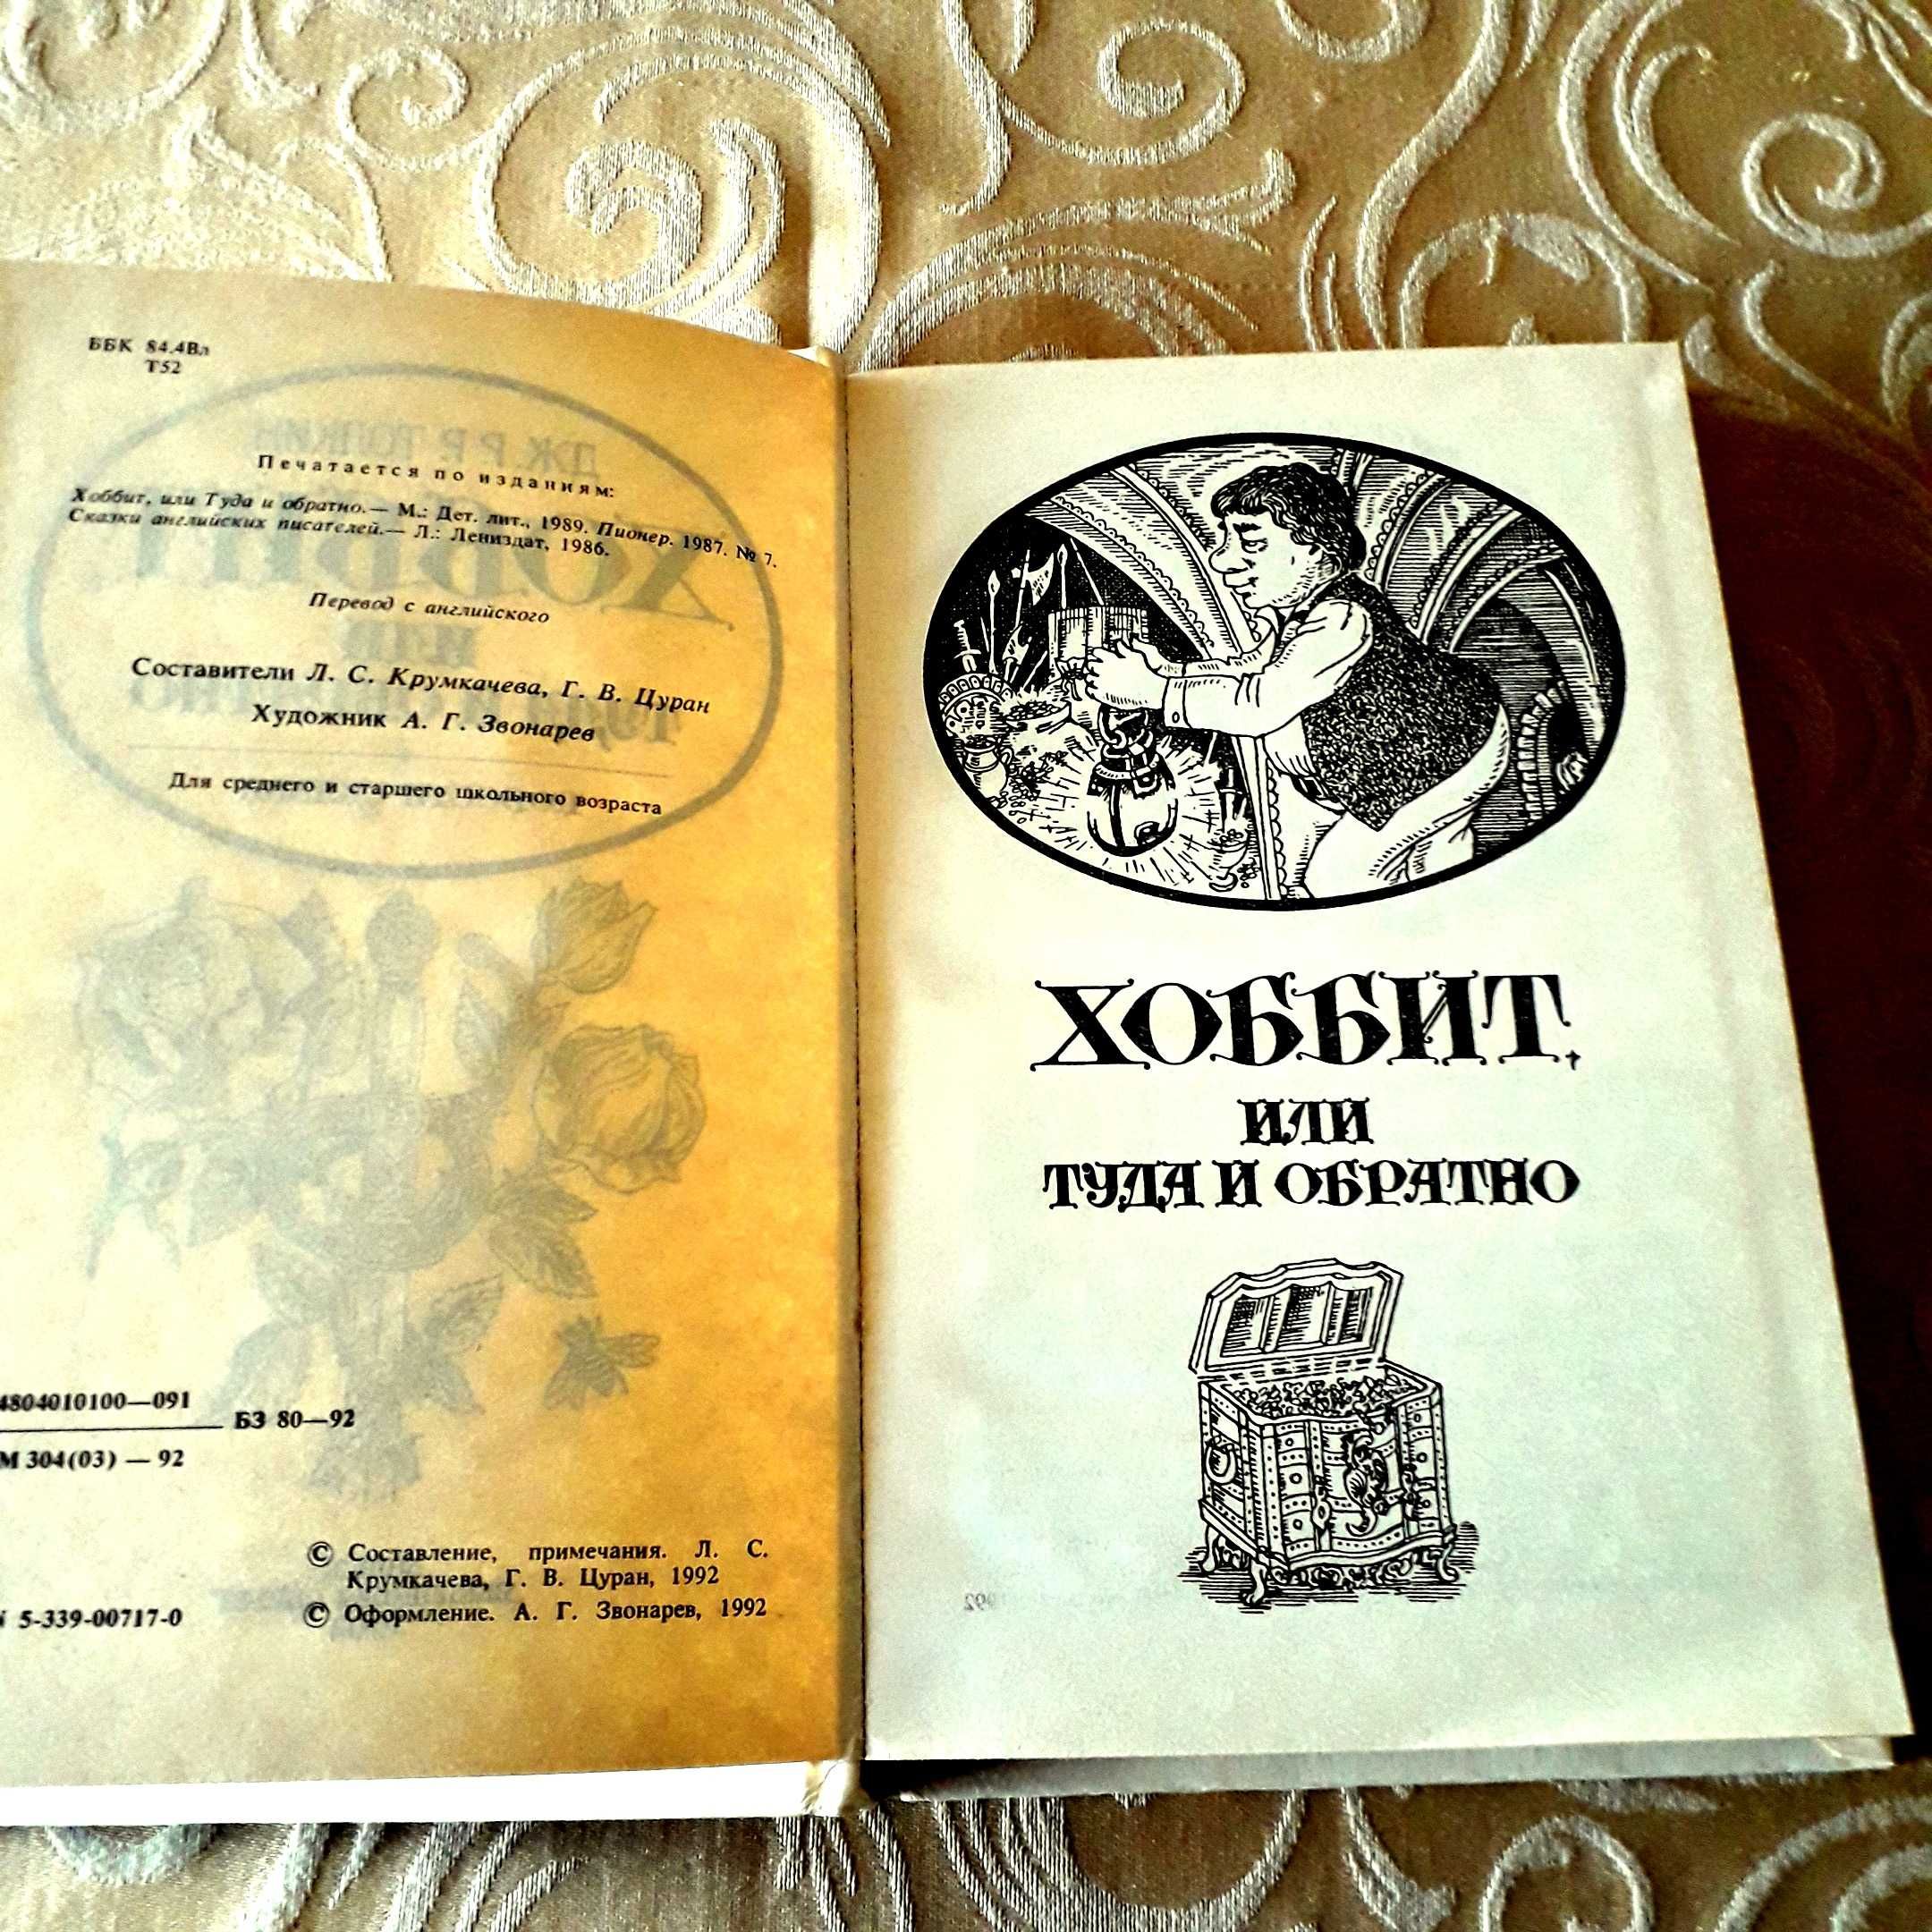 ББК 84.4Вл
Т52
Печатается по изданиям:
Хоббит, или Туда и обратно.— М.: Дет. лит., 1989. Пионер. 1987. № 7.
Сказки английских писателей.— Л.: Лениздат, 1986.
Перевод с английского
Составители Л. С. Крумкачева, Г. В. Цуран
Художник А. Г. Звонарев
Для среднего и старшего школьного возраста
4804010100—091
БЗ 80—92
М 304(03) — 92
© Составление, примечания. Л. С.
Крумкачева, Г. В. Цуран, 1992
5-339-00717-0
© Оформление. А. Г. Звонарев, 1992
ХОББИТ,
ИЛИ
ТУДА И ОБРАТНО